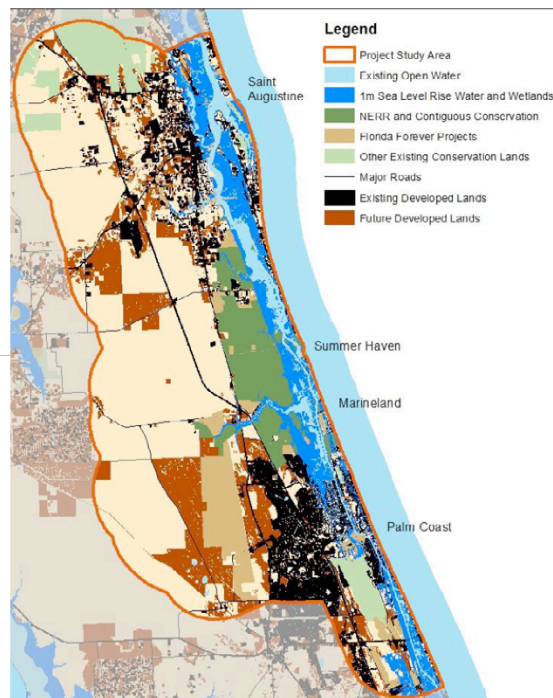 Legend
Project Study Area
Existing Open Water
1m Sea Level Rise Water and Wetlands
NERR and Contiguous Conservation
Florida Forever Projects
Other Existing Conservation Lands
Major Roads
Existing Developed Lands
Future Developed Lands
Saint
Augustine
Summer Haven
Marineland
Palm Coast